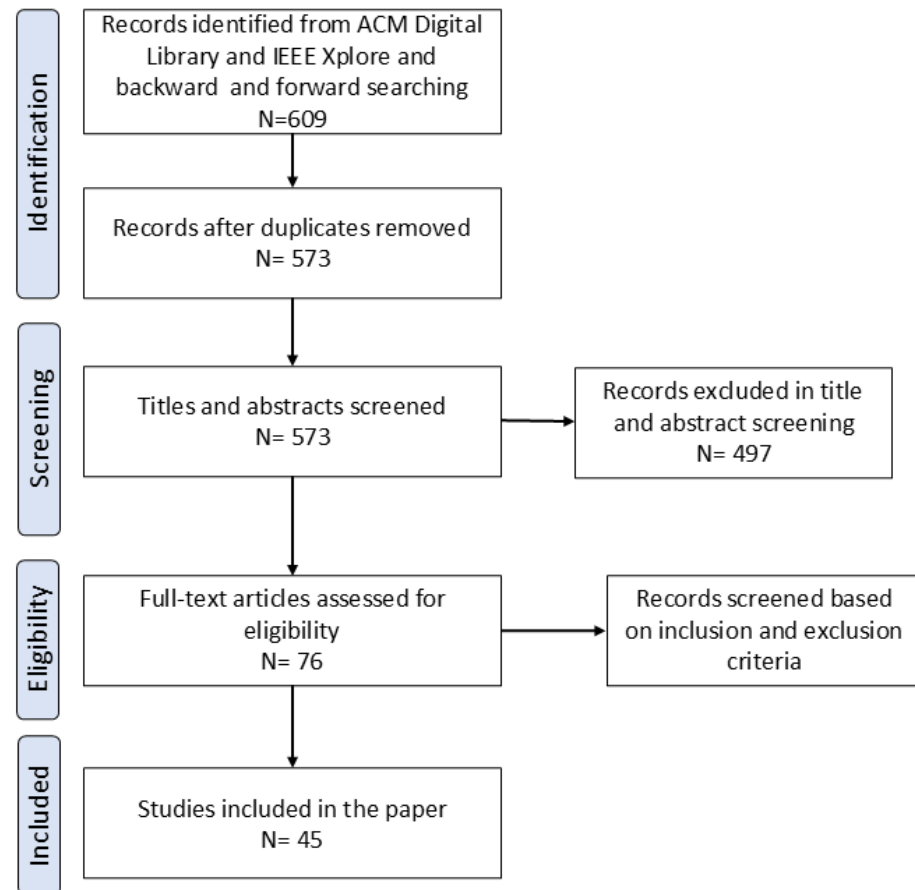 Identification
Records identified from ACM Digital
Library and IEEE Xplore and
backward and forward searching
N=609
Records after duplicates removed
N= 573
Screening
Titles and abstracts screened
N= 573
Records excluded in title
and abstract screening
N= 497
Eligibility
Full-text articles assessed for
eligibility
N= 76
Records screened based
on inclusion and exclusion
criteria
Included
Studies included in the paper
N= 45